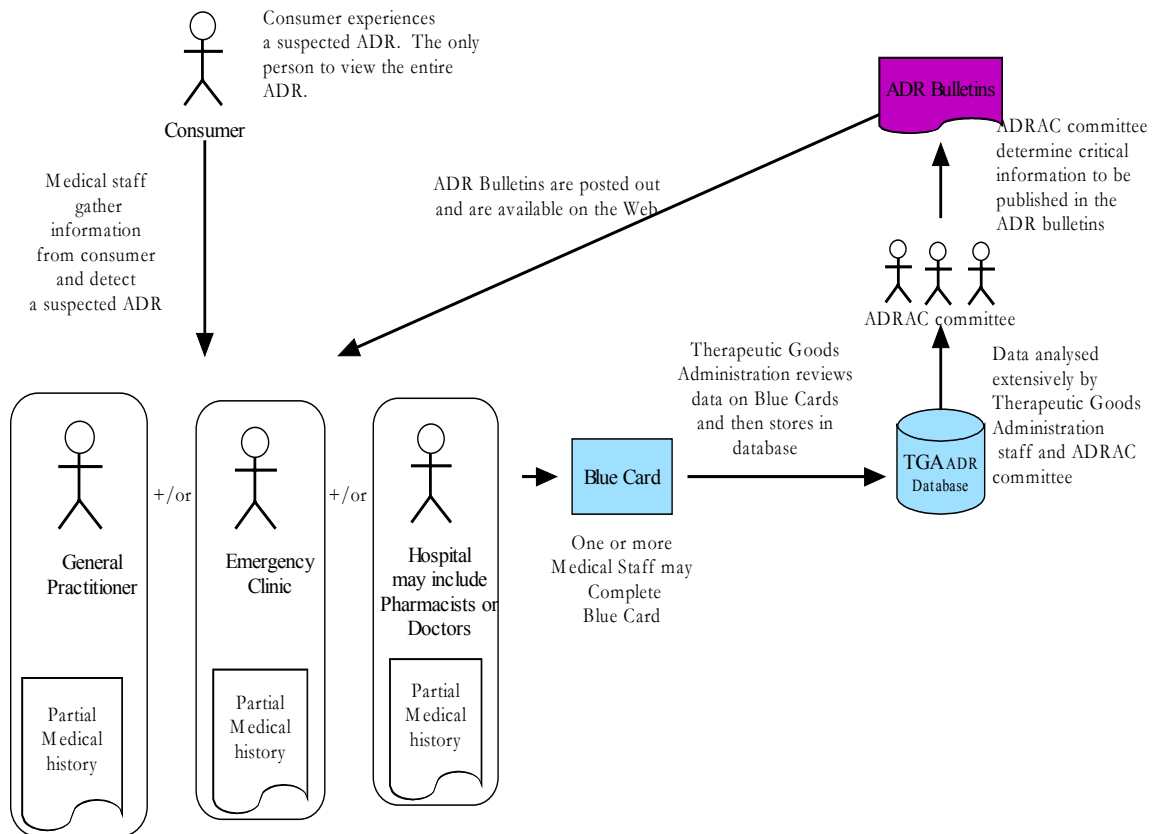 Consumer experiences
a suspected ADR. The only
person to view the entire
ADR.
Consumer
Medical staff
gather
information
from consumer
and detect
a suspected ADR
ADR Bulletins are posted out
and are available on the Web
ADR Bulletins
ADRAC committee
determine critical
information to be
published in the
ADR bulletins
ADRAC committee
Therapeutic Goods
Administration reviews
data on Blue Cards
and then stores in
database
Data analysed
extensively by
Therapeutic Goods
Administration
staff and ADRAC
committee
TGA ADR
Database
General
Practitioner
+/or
Emergency
Clinic
+/or
Hospital
may include
Pharmacists or
Doctors
Blue Card
One or more
Medical Staff may
Complete
Blue Card
Partial
Medical
history
Partial
Medical
history
Partial
Medical
history